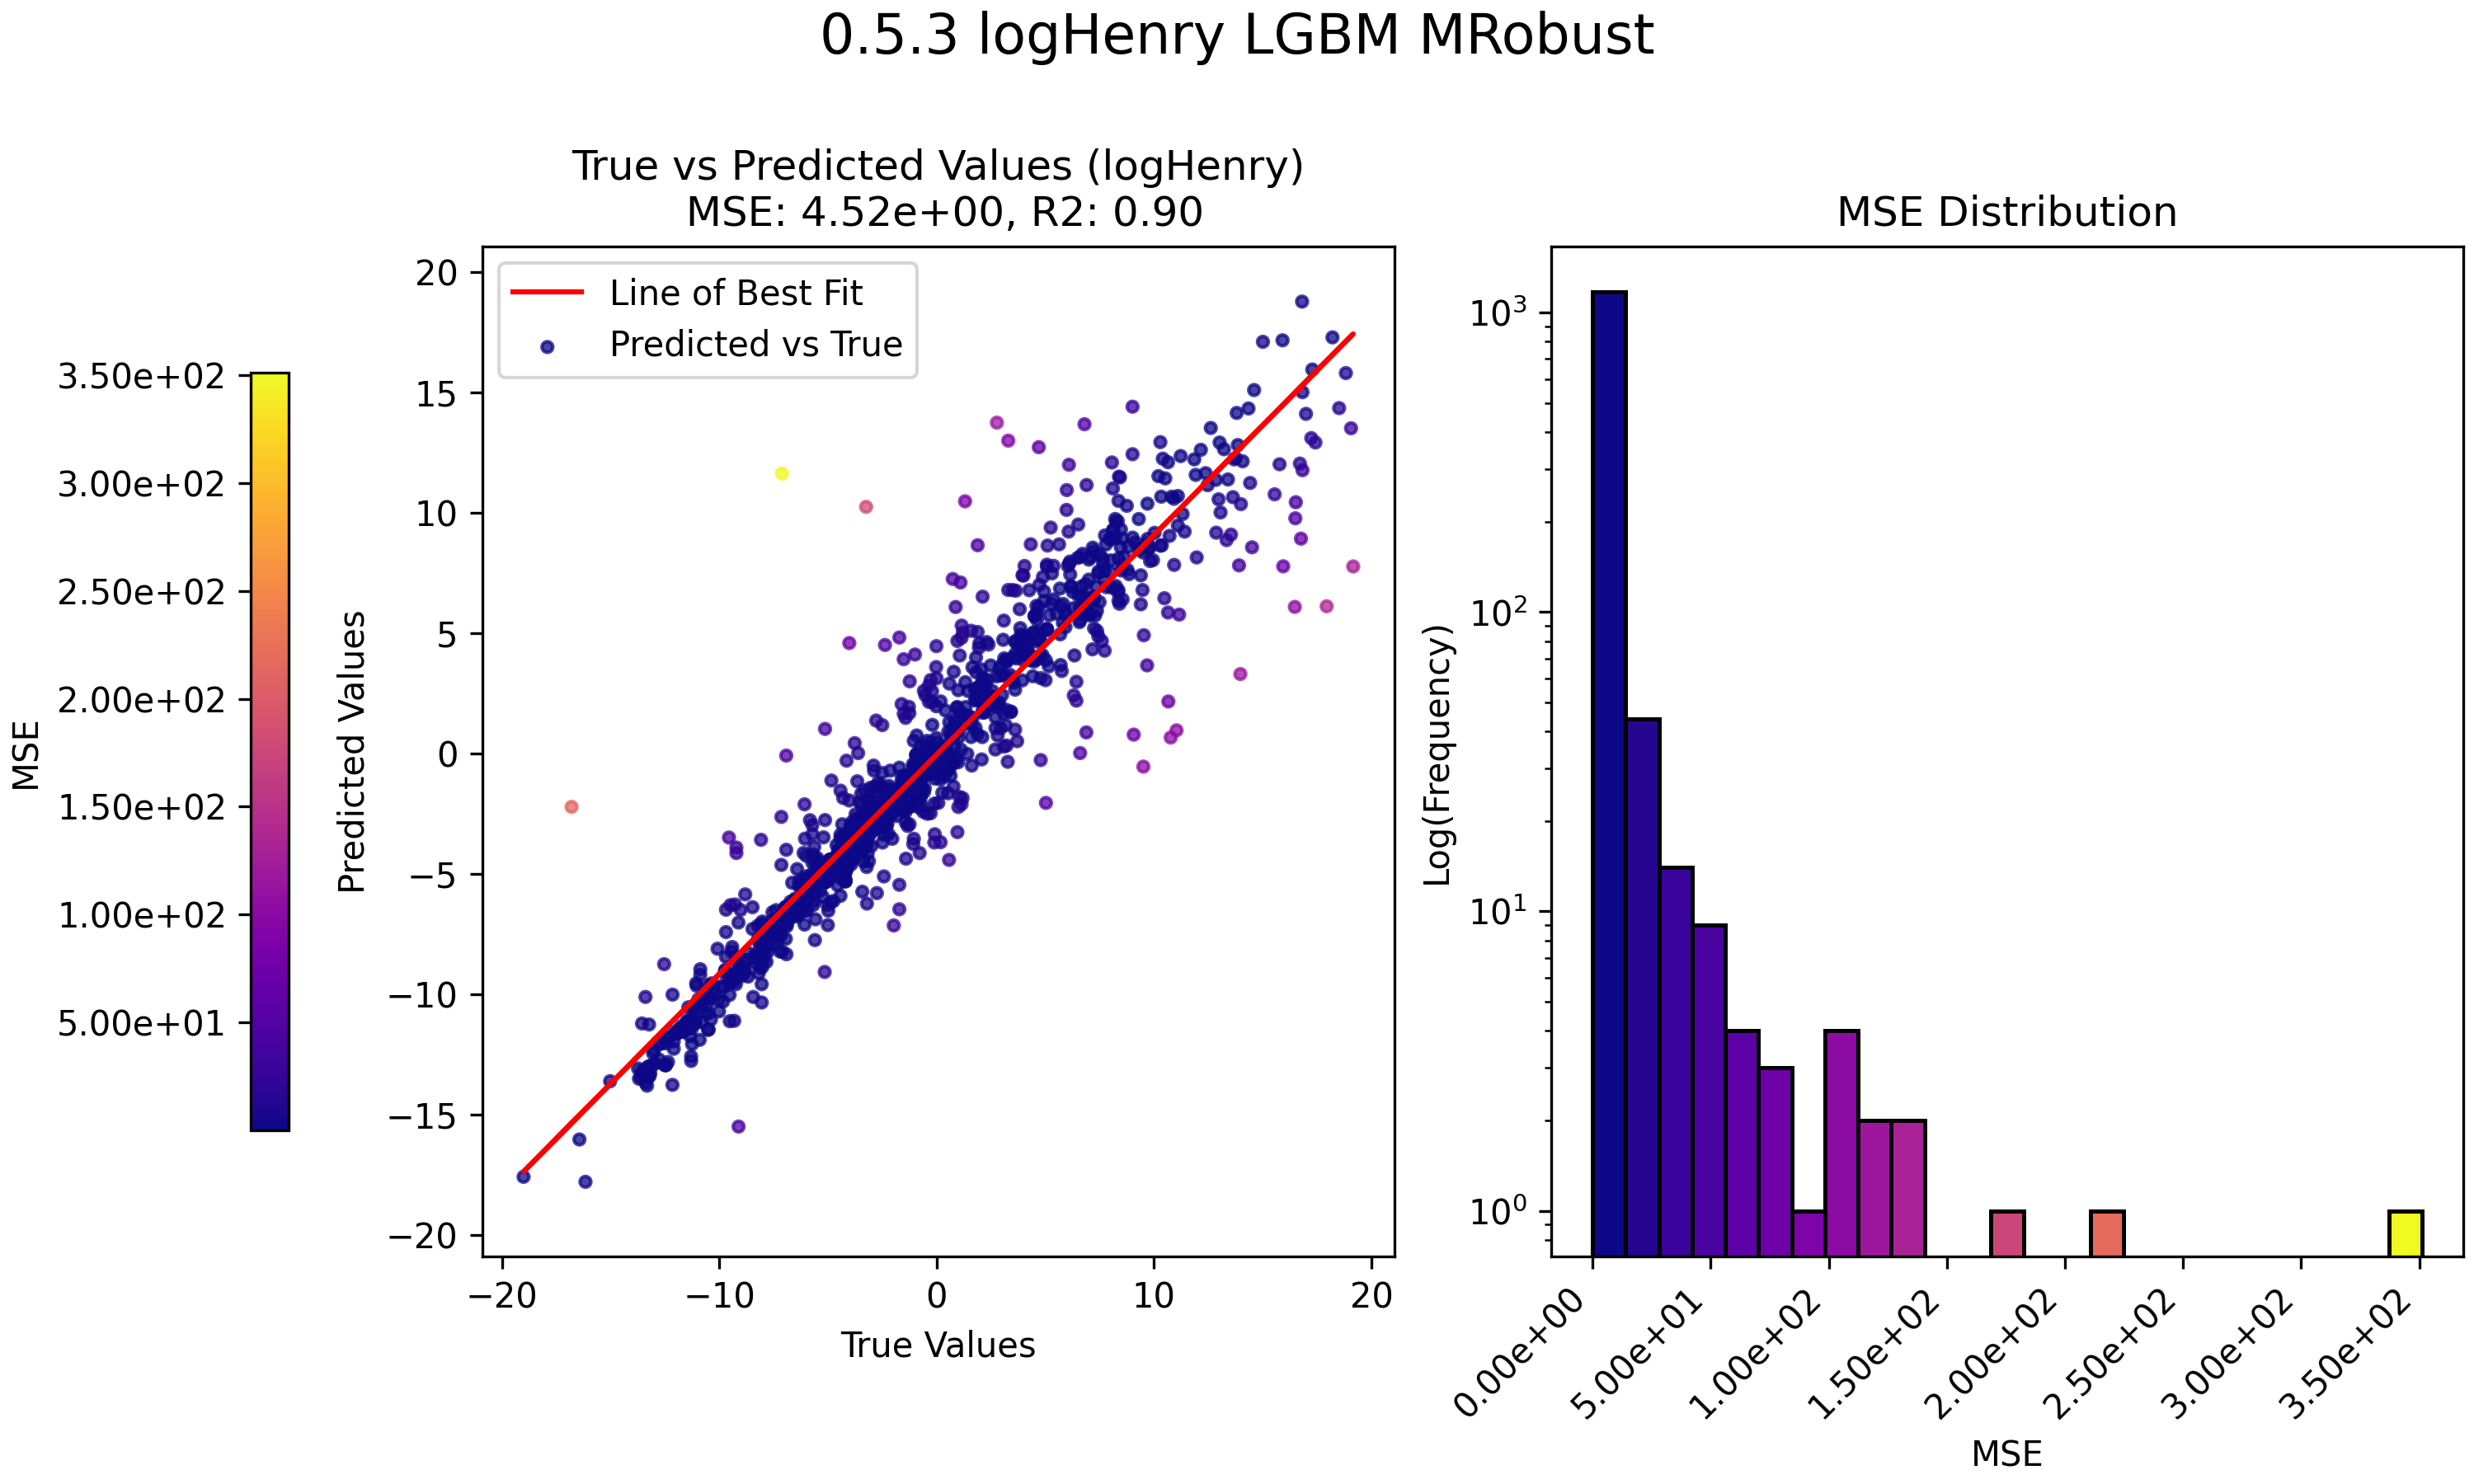 0.5.3 logHenry LGBM MRobust
MSE
3.50e+02
3.00e+02
2.50e+02
2.00e+02
1.50e+02
1.00e+02
5.00e+01
True vs Predicted Values (logHenry)
MSE: 4.52e+00, R2: 0.90
Line of Best Fit
Predicted vs True
Predicted Values
20
15
10
5
0
−5
−10
−15
−20
−20
−10
0
10
20
True Values
MSE Distribution
Log(Frequency)
10³
10²
10¹
10⁰
0.00e+00
5.00e+01
1.00e+02
1.50e+02
2.00e+02
2.50e+02
3.00e+02
3.50e+02
MSE